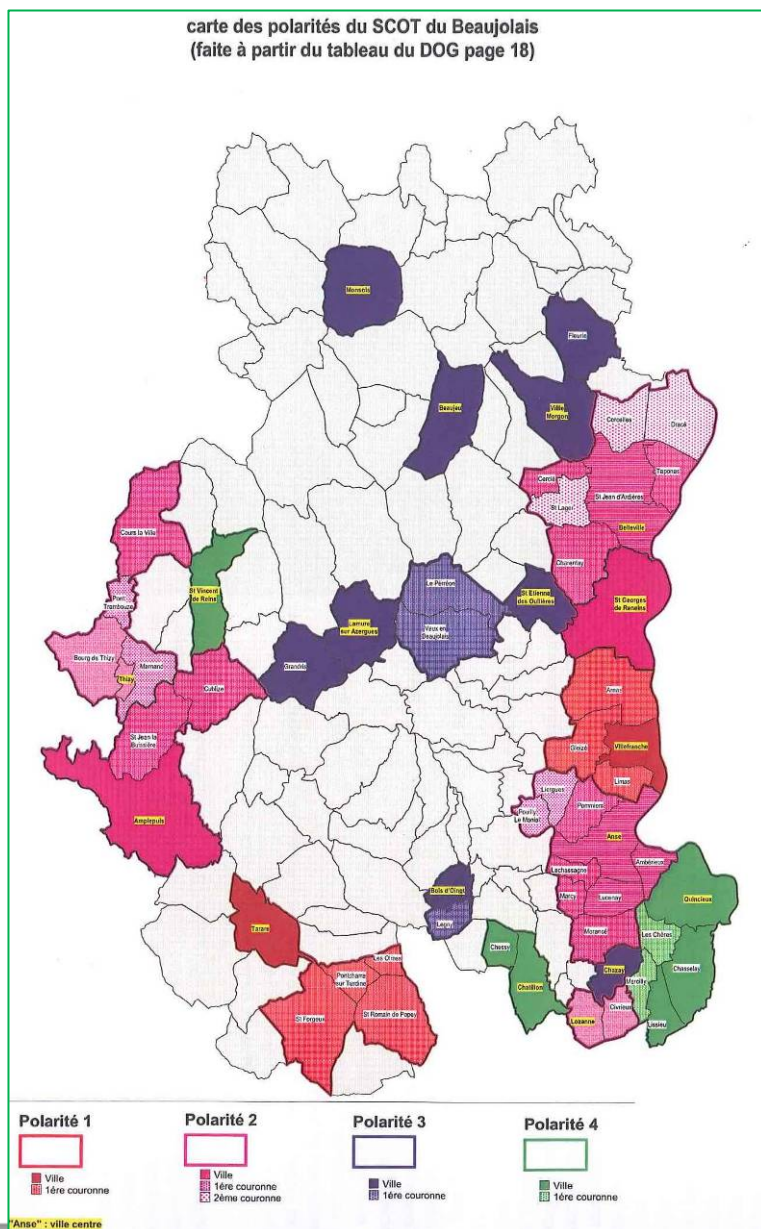 carte des polarités du SCOT du Beaujolais
(faite à partir du tableau du DOG page 18)
Monsols
Fleurie
Beaujeu
Villié
Morgon
Corcelles
Dracé
Cercié
Taponas
St Jean d'Ardières
St Lager
Cours la Ville
Belleville
Charentay
St Vincent
de Reins
Le Perréon
St Etienne
des Oullières
St Georges
de Reneins
Pont
Trambouze
Lamure
sur Azergues
Vaux en
Beaujolais
Bourg de Thizy
Marnand
Thizy
Grandris
Cublize
Arnas
St Jean la
Bussière
Gleizé
Villefranche
Limas
Liergues
Pommiers
Pouilly
Le Monial
Amplepuis
Anse
Ambérieux
Lachassagne
Bois d'Oingt
Marcy
Lucenay
Quincieux
Legny
Tarare
Morancé
Les Chères
Chessy
Les Olmes
Chazay
Chasselay
Pontcharra
sur Turdine
Chatillon
Marcilly
Civrieux
St Forgeux
St Romain de Popey
Lozanne
Lissieu
Polarité 1
Polarité 2
Polarité 3
Polarité 4
Ville
1ére couronne
Ville
1ére couronne
2ème couronne
Ville
1ére couronne
Ville
1ére couronne
"Anse" : ville centre